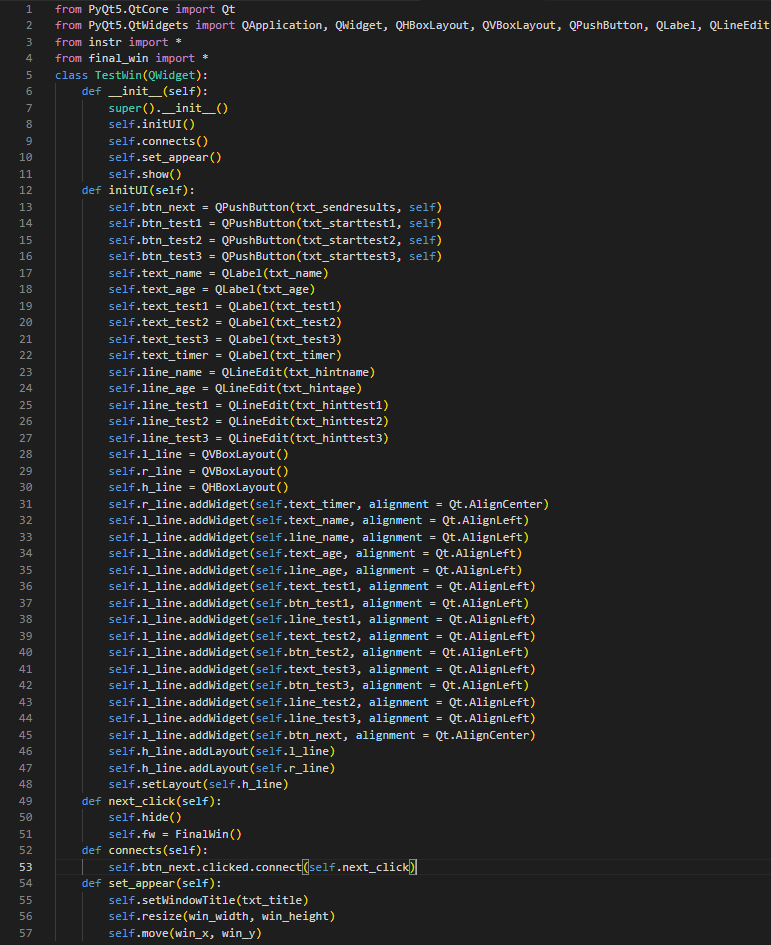 1 from PyQt5.QtCore import Qt
2 from PyQt5.QtWidgets import QApplication, QWidget, QHBoxLayout, QVBoxLayout, QPushButton, QLabel, QLineEdit
3 from instr import *
4 from final_win import *
5 class TestWin(QWidget):
6     def __init__(self):
7         super().__init__()
8         self.initUI()
9         self.connects()
10         self.set_appear()
11         self.show()
12     def initUI(self):
13         self.btn_next = QPushButton(txt_sendresults, self)
14         self.btn_test1 = QPushButton(txt_starttest1, self)
15         self.btn_test2 = QPushButton(txt_starttest2, self)
16         self.btn_test3 = QPushButton(txt_starttest3, self)
17         self.text_name = QLabel(txt_name)
18         self.text_age = QLabel(txt_age)
19         self.text_test1 = QLabel(txt_test1)
20         self.text_test2 = QLabel(txt_test2)
21         self.text_test3 = QLabel(txt_test3)
22         self.text_timer = QLabel(txt_timer)
23         self.line_name = QLineEdit(txt_hintname)
24         self.line_age = QLineEdit(txt_hintage)
25         self.line_test1 = QLineEdit(txt_hinttest1)
26         self.line_test2 = QLineEdit(txt_hinttest2)
27         self.line_test3 = QLineEdit(txt_hinttest3)
28         self.l_line = QVBoxLayout()
29         self.r_line = QVBoxLayout()
30         self.h_line = QHBoxLayout()
31         self.r_line.addWidget(self.text_timer, alignment = Qt.AlignCenter)
32         self.l_line.addWidget(self.text_name, alignment = Qt.AlignLeft)
33         self.l_line.addWidget(self.line_name, alignment = Qt.AlignLeft)
34         self.l_line.addWidget(self.text_age, alignment = Qt.AlignLeft)
35         self.l_line.addWidget(self.line_age, alignment = Qt.AlignLeft)
36         self.l_line.addWidget(self.text_test1, alignment = Qt.AlignLeft)
37         self.l_line.addWidget(self.btn_test1, alignment = Qt.AlignLeft)
38         self.l_line.addWidget(self.line_test1, alignment = Qt.AlignLeft)
39         self.l_line.addWidget(self.text_test2, alignment = Qt.AlignLeft)
40         self.l_line.addWidget(self.btn_test2, alignment = Qt.AlignLeft)
41         self.l_line.addWidget(self.text_test3, alignment = Qt.AlignLeft)
42         self.l_line.addWidget(self.btn_test3, alignment = Qt.AlignLeft)
43         self.l_line.addWidget(self.line_test2, alignment = Qt.AlignLeft)
44         self.l_line.addWidget(self.line_test3, alignment = Qt.AlignLeft)
45         self.l_line.addWidget(self.btn_next, alignment = Qt.AlignCenter)
46         self.h_line.addLayout(self.l_line)
47         self.h_line.addLayout(self.r_line)
48         self.setLayout(self.h_line)
49     def next_click(self):
50         self.hide()
51         self.fw = FinalWin()
52     def connects(self):
53         self.btn_next.clicked.connect(self.next_click)
54     def set_appear(self):
55         self.setWindowTitle(txt_title)
56         self.resize(win_width, win_height)
57         self.move(win_x, win_y)